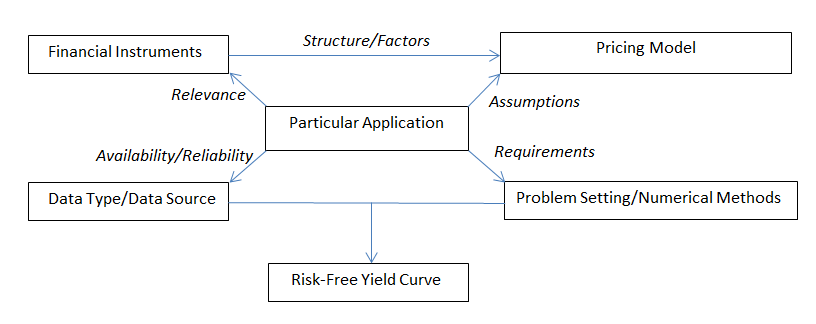 Structure/Factors
Financial Instruments
Pricing Model
Relevance
Assumptions
Particular Application
Availability/Reliability
Requirements
Data Type/Data Source
Problem Setting/Numerical Methods
Risk-Free Yield Curve